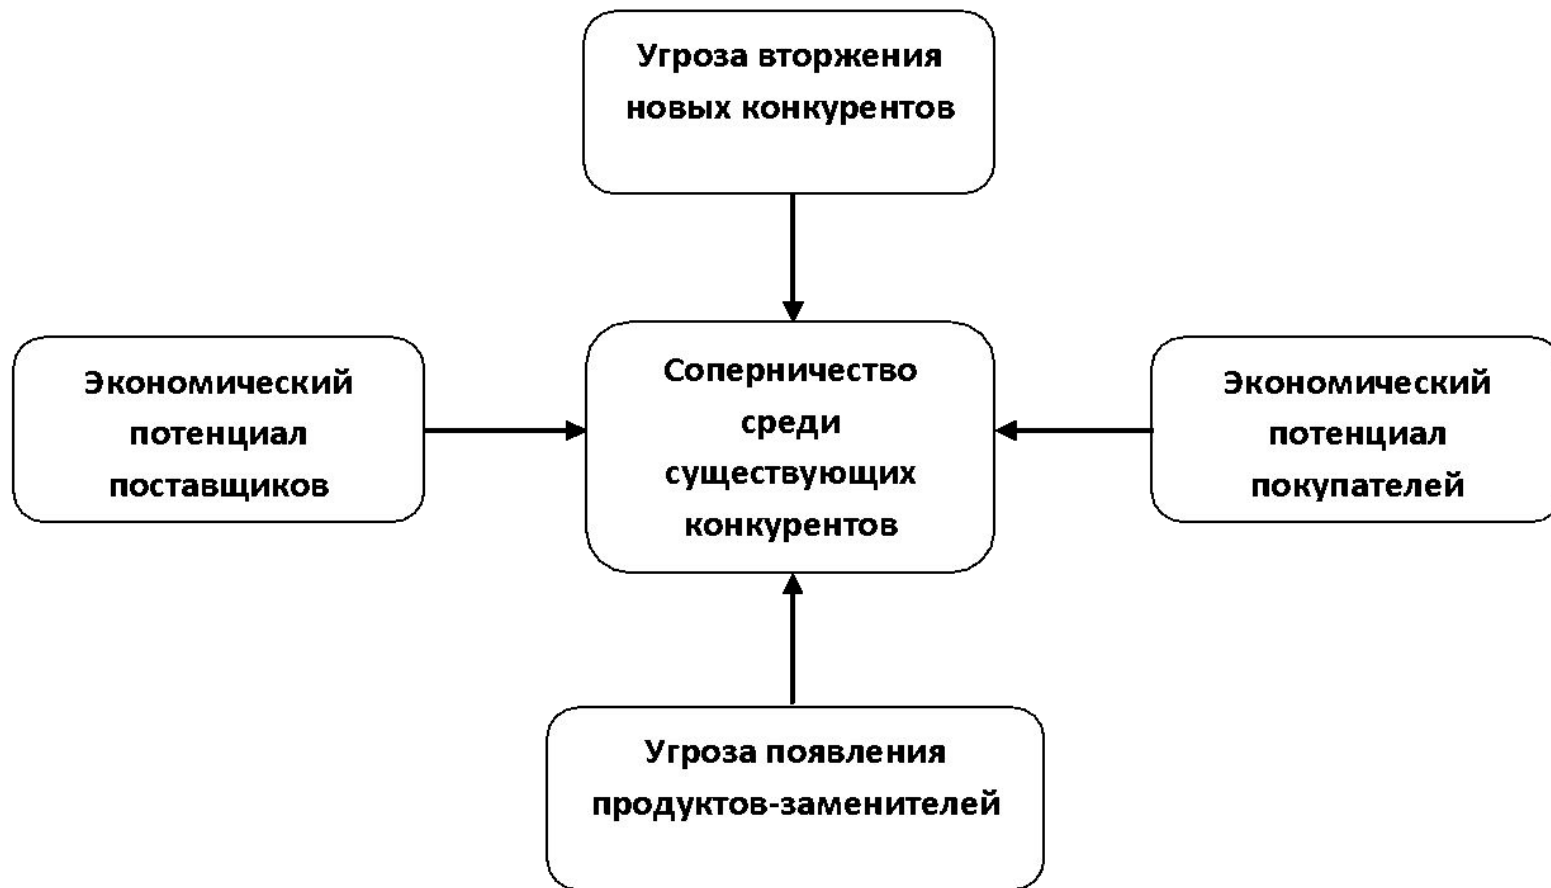 Угроза вторжения
новых конкурентов
Экономический
потенциал
поставщиков
Соперничество
среди
существующих
конкурентов
Экономический
потенциал
покупателей
Угроза появления
продуктов-заменителей